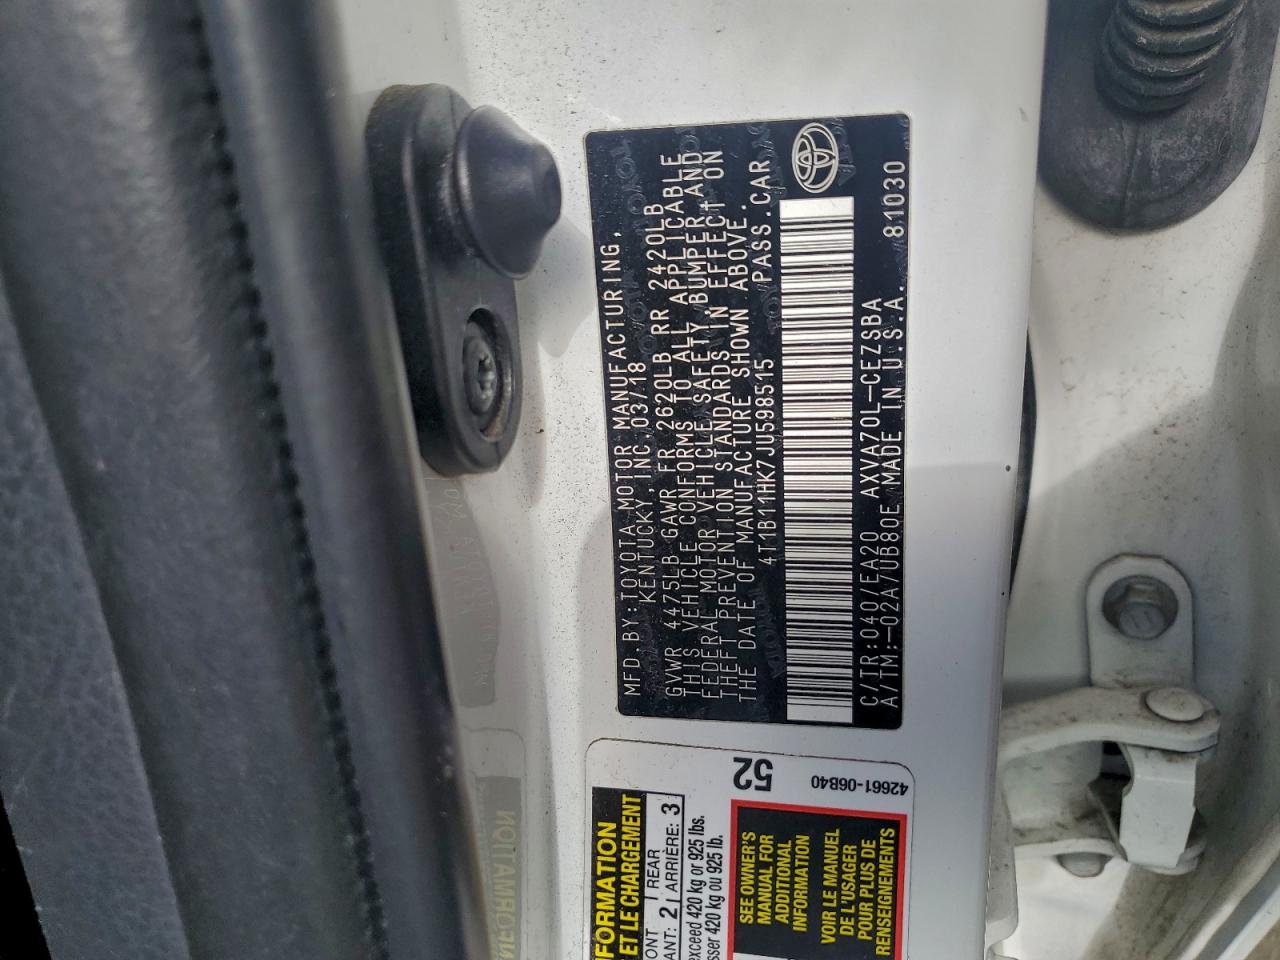 MFD.BY:TOYOTA MOTOR MANUFACTURING,
KENTUCKY,INC.03/18
GVWR 4475LB GAWR FR 2620LB RR 2420LB
THIS VEHICLE CONFORMS TO ALL APPLICABLE
FEDERAL MOTOR VEHICLE SAFETY,BUMPER,AND
THEFT PREVENTION STANDARDS IN EFFECT ON
THE DATE OF MANUFACTURE SHOWN ABOVE.
4T1B11HK7JU598515 PASS.CAR
C/TR:040/EA20 AXVA70L-CEZSBA
A/TM:-02A/UB80E MADE IN U.S.A. 81030
52
42661-06B40
ET LE CHARGEMENT
REAR
2 ARRIÈRE: 3
exceed 420 kg or 925 lbs.
420 kg ou 925 lb.
SEE OWNER'S
MANUAL FOR
ADDITIONAL
INFORMATION
VOIR LE MANUEL
DE L'USAGER
POUR PLUS DE
RENSEIGNEMENTS